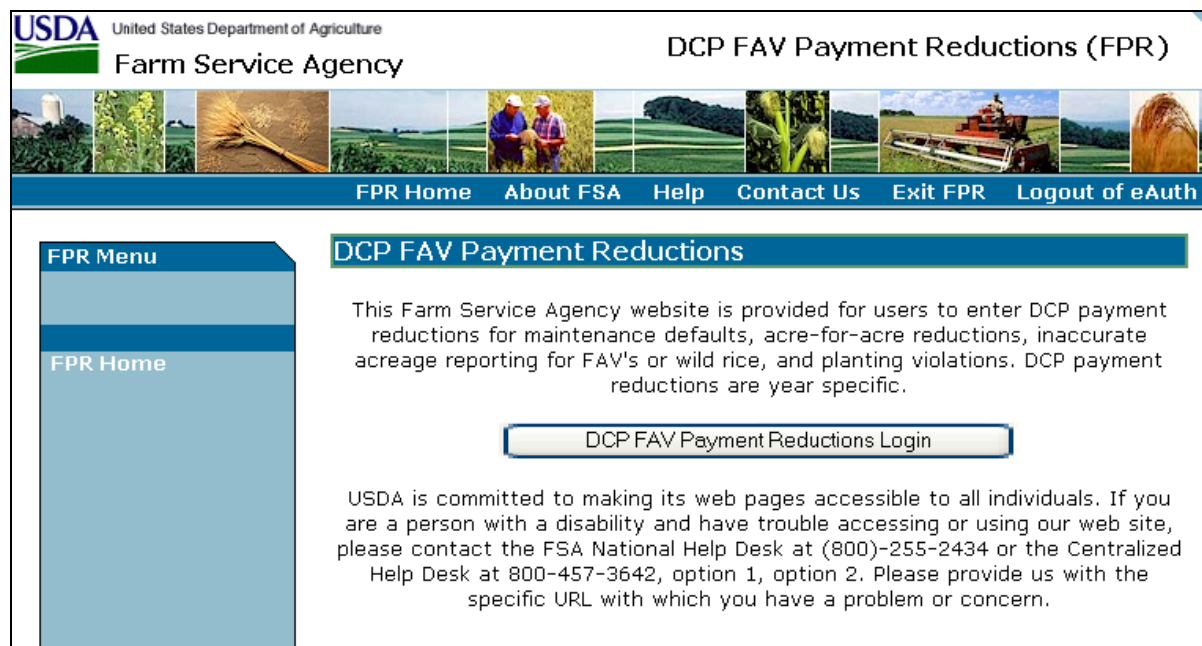 USDA United States Department of Agriculture
Farm Service Agency
DCP FAV Payment Reductions (FPR)
FPR Home About FSA Help Contact Us Exit FPR Logout of eAuth
FPR Menu
FPR Home
DCP FAV Payment Reductions
This Farm Service Agency website is provided for users to enter DCP payment
reductions for maintenance defaults, acre-for-acre reductions, inaccurate
acreage reporting for FAV's or wild rice, and planting violations. DCP payment
reductions are year specific.
DCP FAV Payment Reductions Login
USDA is committed to making its web pages accessible to all individuals. If you
are a person with a disability and have trouble accessing or using our web site,
please contact the FSA National Help Desk at (800)-255-2434 or the Centralized
Help Desk at 800-457-3642, option 1, option 2. Please provide us with the
specific URL with which you have a problem or concern.